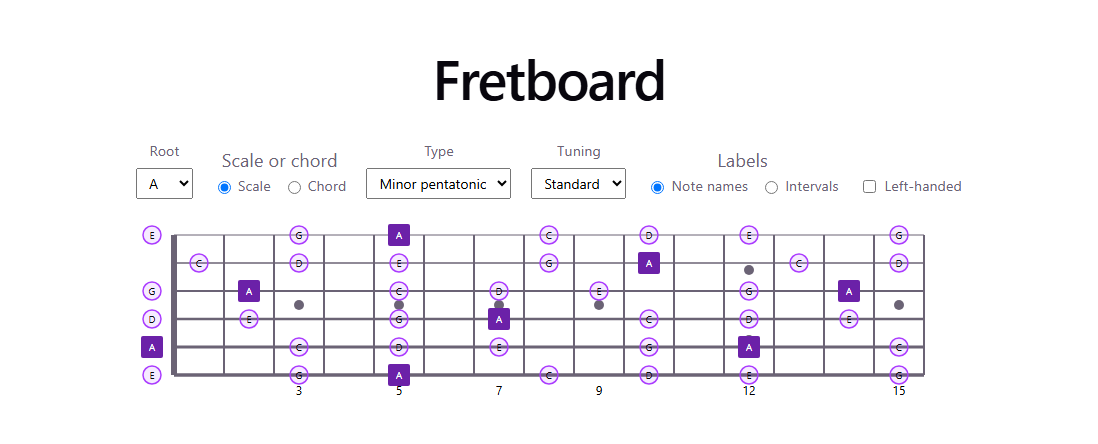 Fretboard
Root Scale or chord Type Tuning Labels
A Scale Chord Minor pentatonic Standard Note names Intervals Left-handed
E G A C D E G
C D E G A C D
G A C D E G A
D E G A C D E
A C D E G A C
E G A C D E G
3 5 7 9 12 15